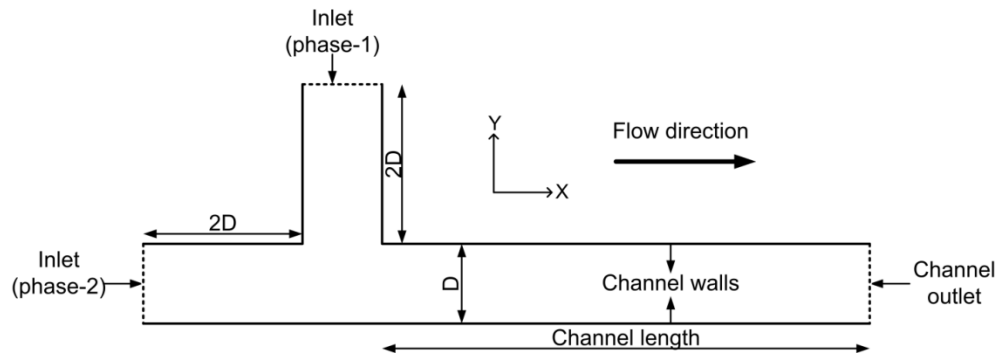 Inlet
(phase-1)
Y
X
Flow direction
2D
2D
Inlet
(phase-2)
D
Channel walls
Channel
outlet
Channel length